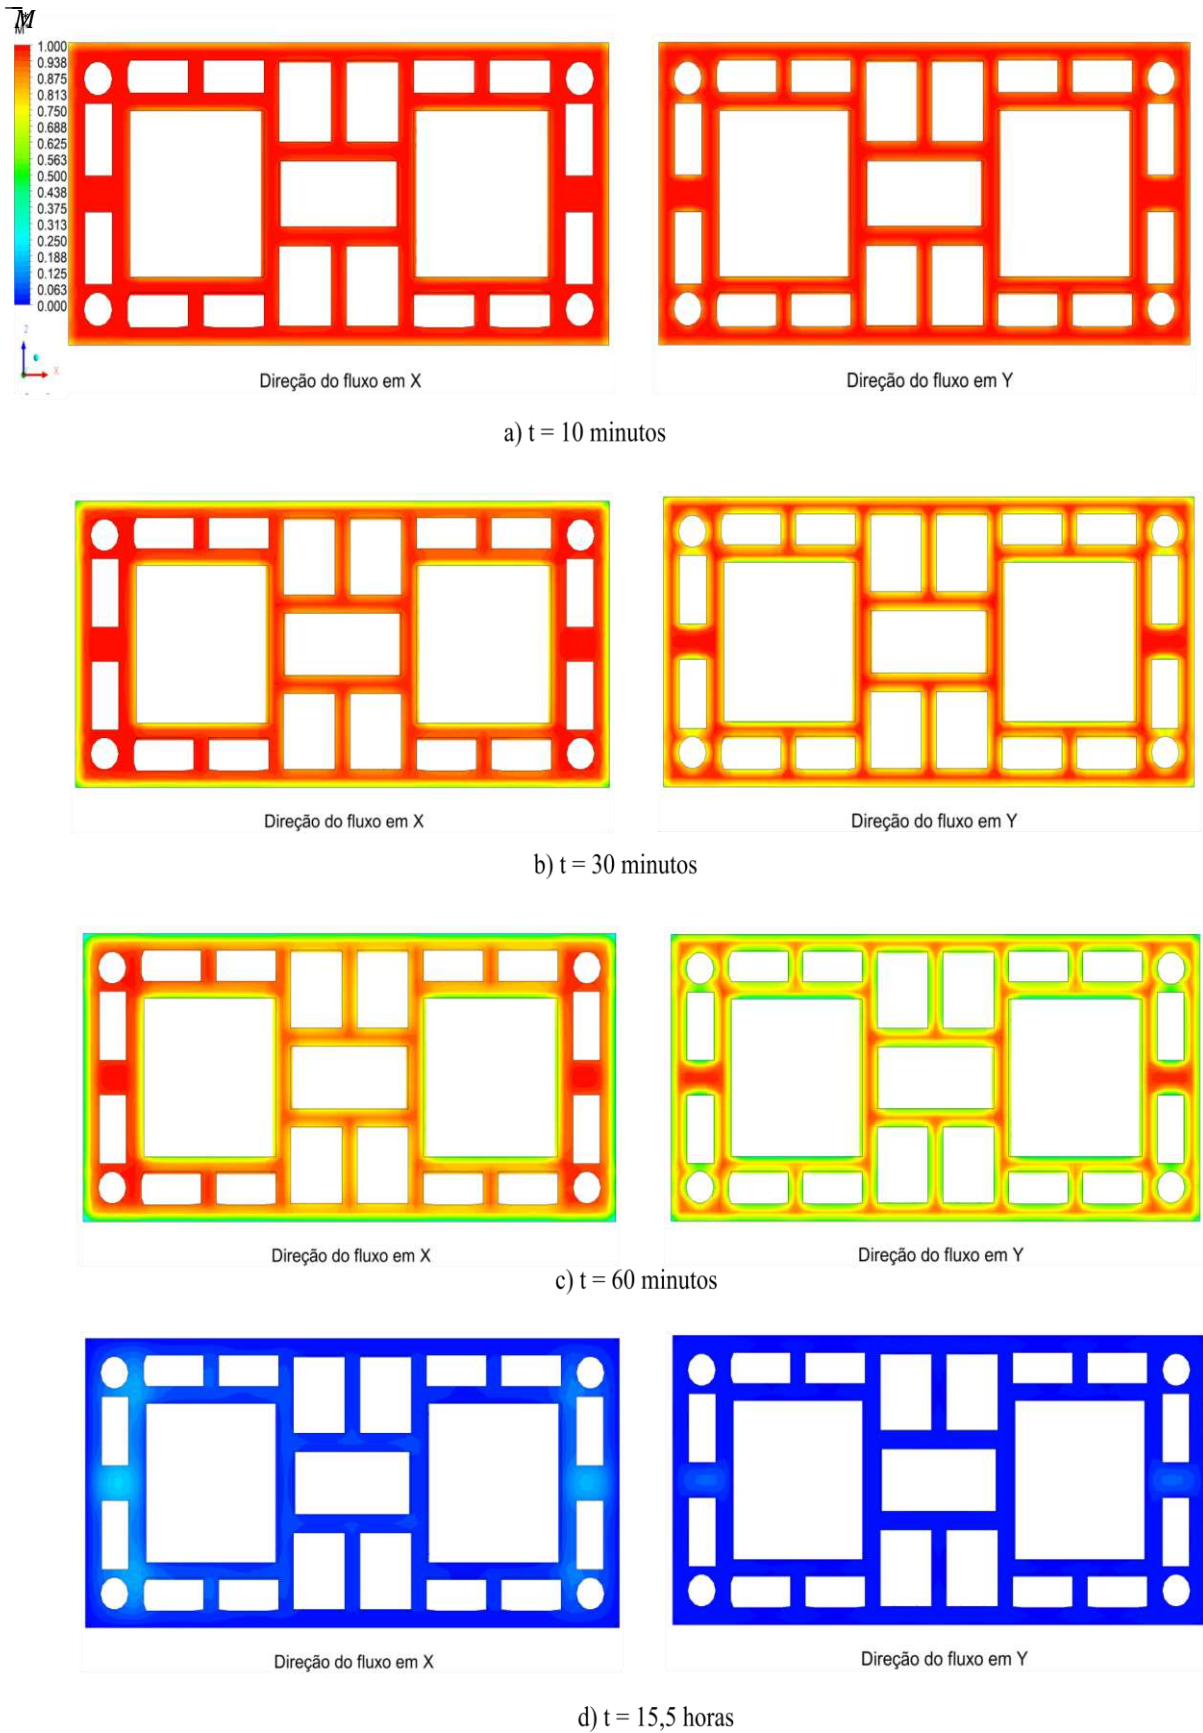 M
M
1.000
0.938
0.875
0.813
0.750
0.688
0.625
0.563
0.500
0.438
0.375
0.313
0.250
0.188
0.125
0.063
0.000
Z
X
Direção do fluxo em X
Direção do fluxo em Y
a) t = 10 minutos
Direção do fluxo em X
Direção do fluxo em Y
b) t = 30 minutos
Direção do fluxo em X
Direção do fluxo em Y
c) t = 60 minutos
Direção do fluxo em X
Direção do fluxo em Y
d) t = 15,5 horas